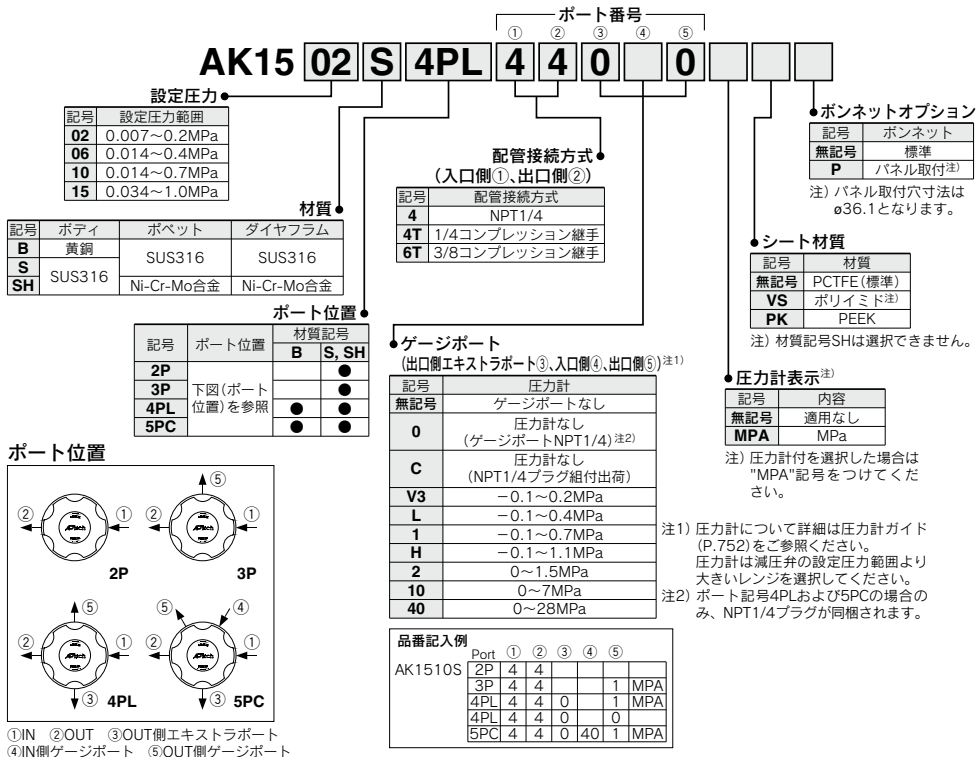 ポート番号
① ② ③ ④ ⑤
AK15 02 S 4PL 4 4 0 0
設定圧力
記号 設定圧力範囲
02 0.007～0.2MPa
06 0.014～0.4MPa
10 0.014～0.7MPa
15 0.034～1.0MPa
材質
記号 ボディ ポペット ダイヤフラム
B 黄銅 SUS316 SUS316
S SUS316
SH Ni-Cr-Mo合金 Ni-Cr-Mo合金
ポート位置
記号 ポート位置 材質記号
B S, SH
2P ●
3P 下図(ポート ●
4PL 位置)を参照 ● ●
5PC ● ●
配管接続方式
(入口側①、出口側②)
記号 配管接続方式
4 NPT1/4
4T 1/4コンプレッション継手
6T 3/8コンプレッション継手
ゲージポート
(出口側エキストラポート③、入口側④、出口側⑤)注1)
記号 圧力計
無記号 ゲージポートなし
0 圧力計なし
(ゲージポートNPT1/4)注2)
C 圧力計なし
(NPT1/4プラグ組付出荷)
V3 －0.1～0.2MPa
L －0.1～0.4MPa
1 －0.1～0.7MPa
H －0.1～1.1MPa
2 0～1.5MPa
10 0～7MPa
40 0～28MPa
ボンネットオプション
記号 ボンネット
無記号 標準
P パネル取付注)
注) パネル取付穴寸法は
ø36.1となります。
シート材質
記号 材質
無記号 PCTFE(標準)
VS ポリイミド注)
PK PEEK
注) 材質記号SHは選択できません。
圧力計表示注)
記号 内容
無記号 適用なし
MPA MPa
注) 圧力計付を選択した場合は
"MPA"記号をつけてくだ
さい。
注1) 圧力計について詳細は圧力計ガイド
(P.752)をご参照ください。
圧力計は減圧弁の設定圧力範囲より
大きいレンジを選択してください。
注2) ポート記号4PLおよび5PCの場合の
み、NPT1/4プラグが同梱されます。
ポート位置
② ① 2P
⑤ ② ① 3P
⑤ ② ① ③ 4PL
⑤ ④ ② ① ③ 5PC
APTech
APTech
APTech
APTech
①IN ②OUT ③OUT側エキストラポート
④IN側ゲージポート ⑤OUT側ゲージポート
品番記入例
Port ① ② ③ ④ ⑤
AK1510S 2P 4 4
3P 4 4 1 MPA
4PL 4 4 0 1 MPA
4PL 4 4 0 0
5PC 4 4 0 40 1 MPA